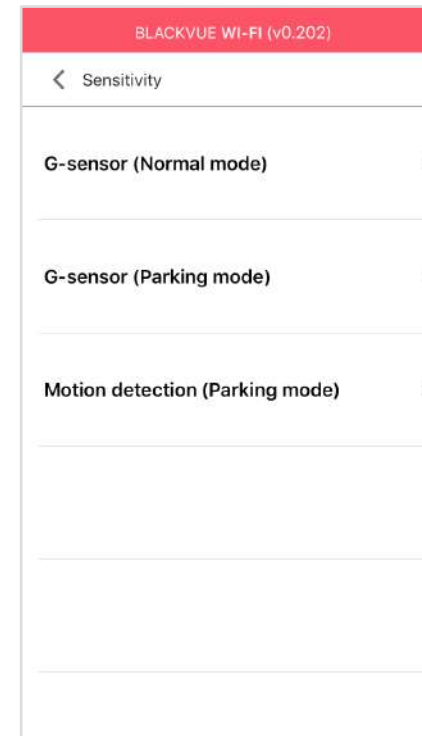 BLACKVUE WI-FI (v0.202)
Sensitivity
G-sensor (Normal mode)
G-sensor (Parking mode)
Motion detection (Parking mode)